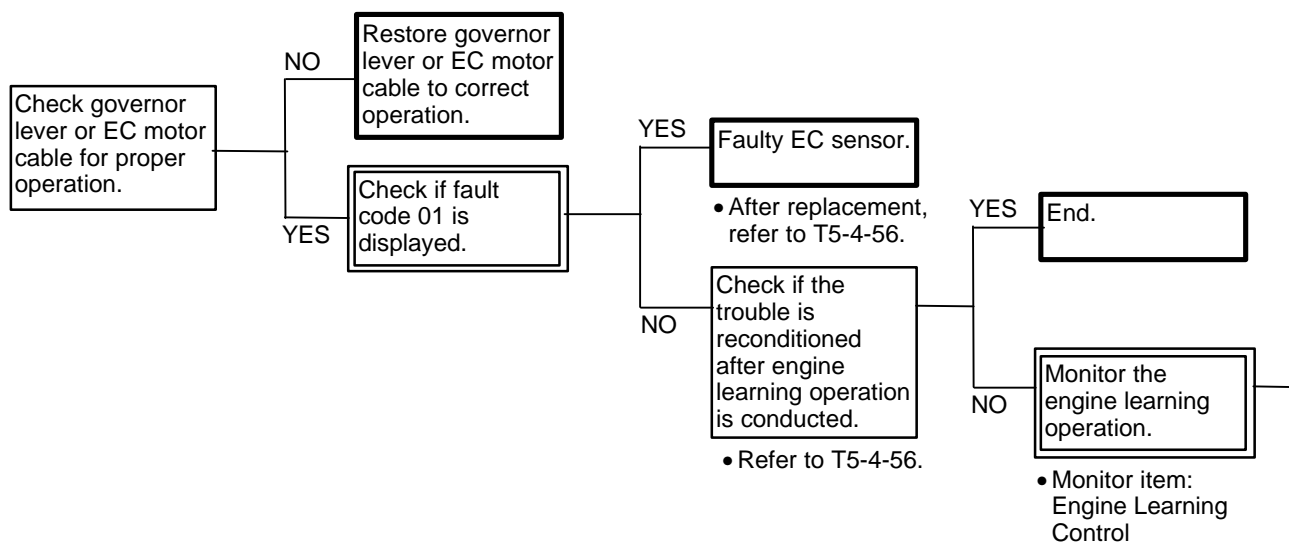 Check governor
lever or EC motor
cable for proper
operation.
NO
Restore governor
lever or EC motor
cable to correct
operation.
YES
Check if fault
code 01 is
displayed.
YES
Faulty EC sensor.
• After replacement,
refer to T5-4-56.
NO
Check if the
trouble is
reconditioned
after engine
learning operation
is conducted.
• Refer to T5-4-56.
YES
End.
NO
Monitor the
engine learning
operation.
• Monitor item:
Engine Learning
Control